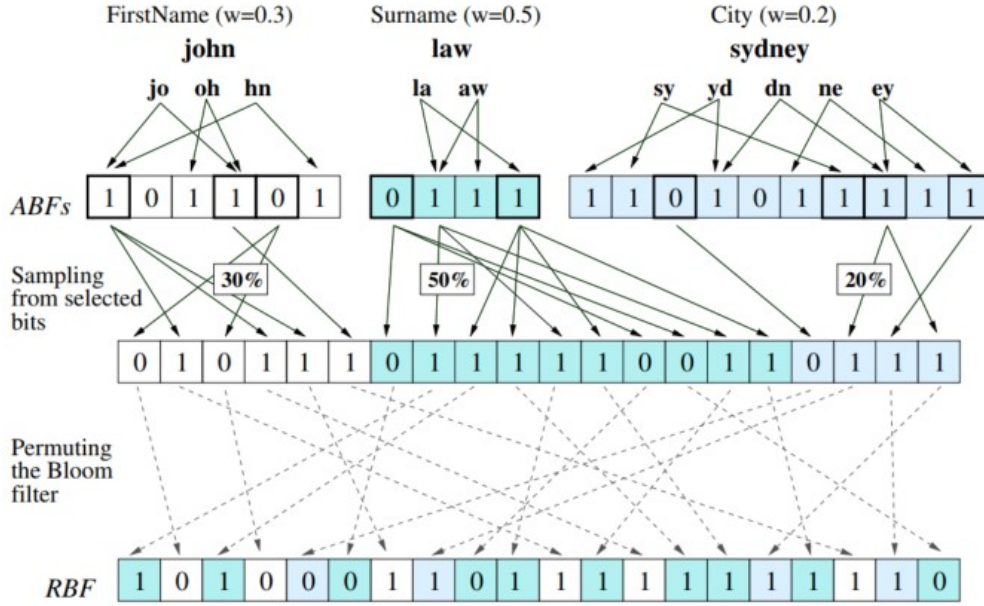 FirstName (w=0.3) Surname (w=0.5) City (w=0.2)
john law sydney
jo oh hn la aw sy yd dn ne ey
ABFs 1 0 1 1 0 1 0 1 1 1 1 1 0 1 0 1 1 1 1 1
Sampling
from selected
bits
30% 50% 20%
0 1 0 1 1 1 0 1 1 1 1 1 0 0 1 1 0 1 1 1
Permuting
the Bloom
filter
RBF 1 0 1 0 0 0 1 1 0 1 1 1 1 1 1 1 1 1 1 0